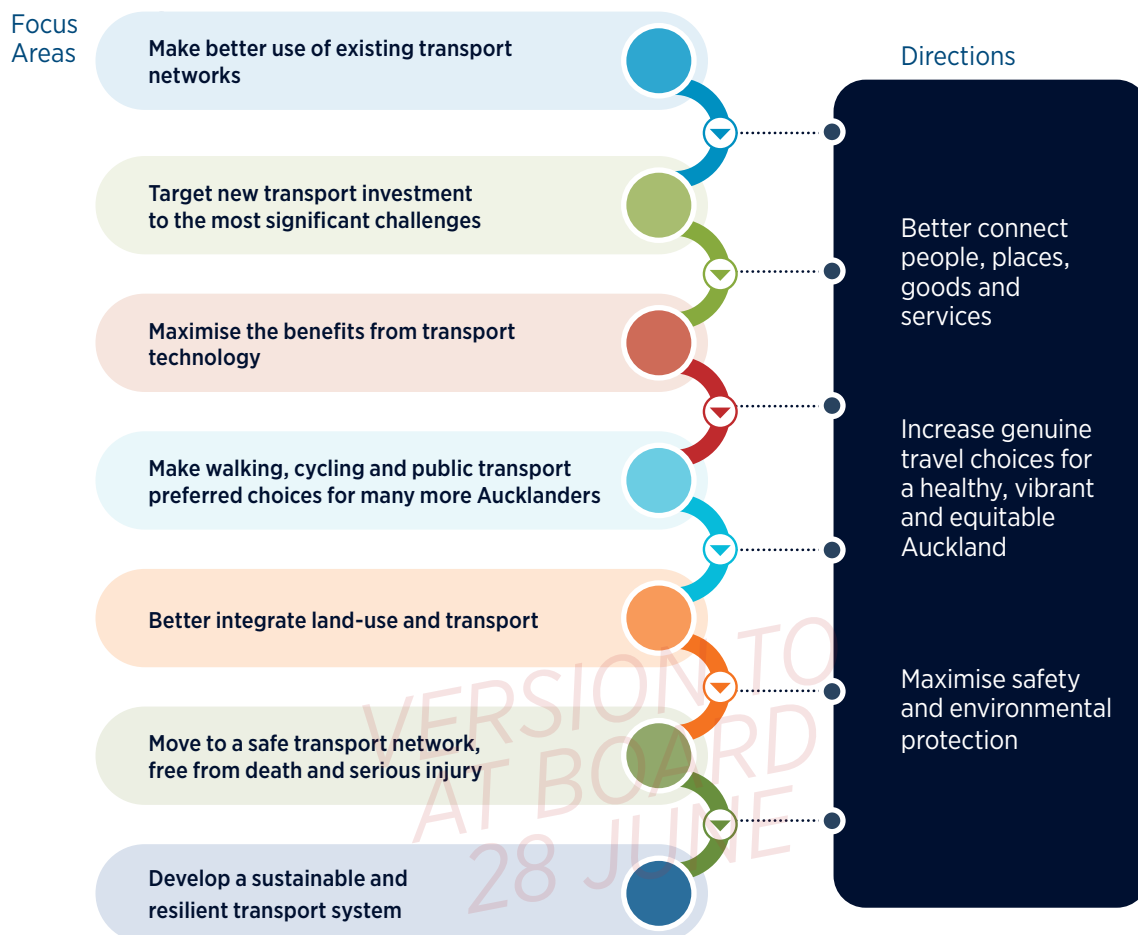 Focus
Areas
Make better use of existing transport
networks
Target new transport investment
to the most significant challenges
Maximise the benefits from transport
technology
Make walking, cycling and public transport
preferred choices for many more Aucklanders
Better integrate land-use and transport
Move to a safe transport network,
free from death and serious injury
Develop a sustainable and
resilient transport system
Directions
Better connect
people, places,
goods and
services
Increase genuine
travel choices for
a healthy, vibrant
and equitable
Auckland
Maximise safety
and environmental
protection
VERSION TO
AT BOARD
28 JUNE